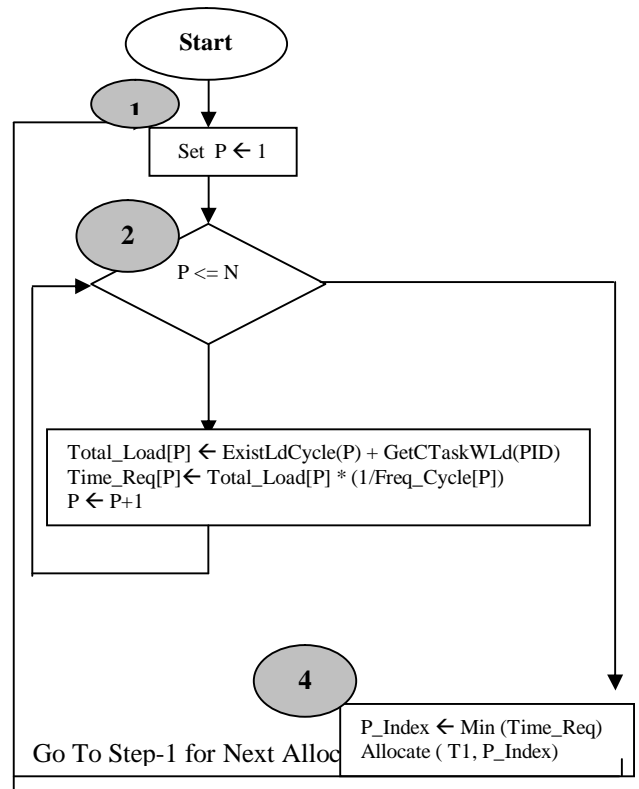 Start
1
Set P ← 1
2
P <= N
Total_Load[P] ← ExistLdCycle(P) + GetCTaskWLd(PID)
Time_Req[P]← Total_Load[P] * (1/Freq_Cycle[P])
P ← P+1
4
P_Index ← Min (Time_Req)
Allocate ( T1, P_Index)
Go To Step-1 for Next Alloc